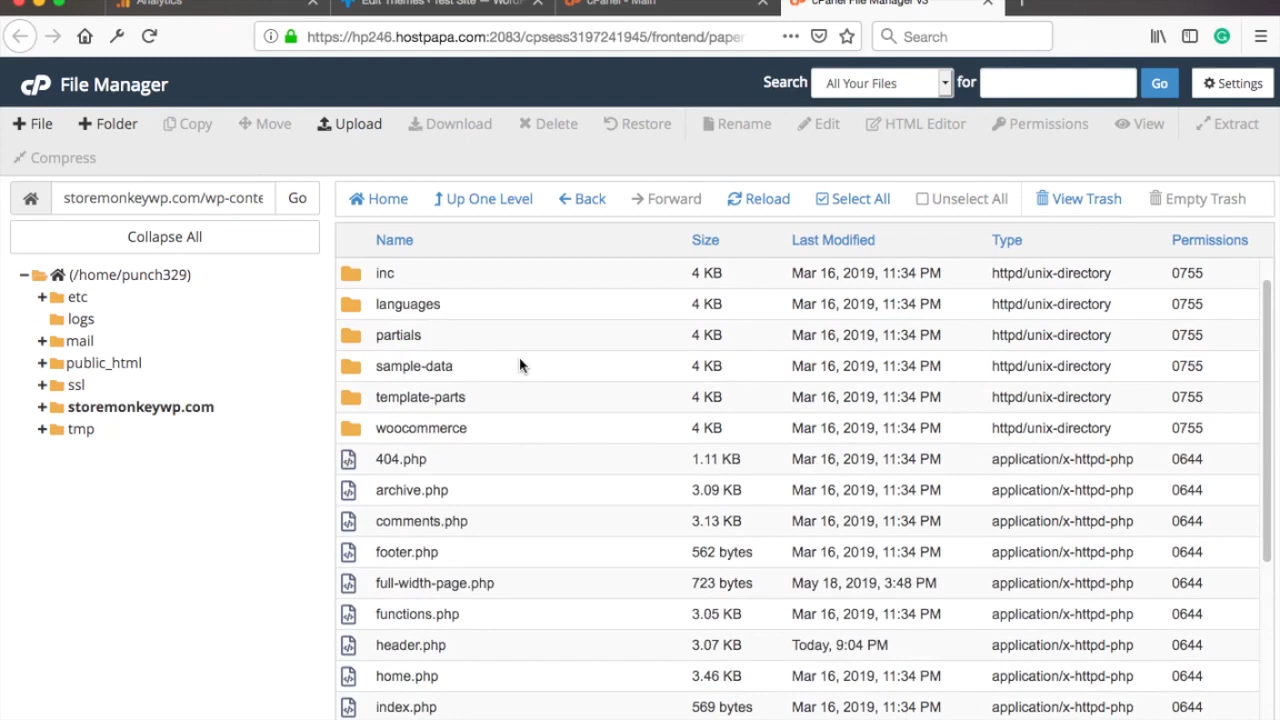 Analytics Edit Themes ‹ Test Site — WordP cPanel - Main cPanel File Manager v3
https://hp246.hostpapa.com:2083/cpsess3197241945/frontend/paper Search
cP File Manager Search All Your Files for Go Settings
File Folder Copy Move Upload Download Delete Restore Rename Edit HTML Editor Permissions View Extract
Compress
storemonkeywp.com/wp-conte Go Home Up One Level Back Forward Reload Select All Unselect All View Trash Empty Trash
Collapse All
Name Size Last Modified Type Permissions
(/home/punch329)
etc
logs
mail
public_html
ssl
storemonkeywp.com
tmp
inc 4 KB Mar 16, 2019, 11:34 PM httpd/unix-directory 0755
languages 4 KB Mar 16, 2019, 11:34 PM httpd/unix-directory 0755
partials 4 KB Mar 16, 2019, 11:34 PM httpd/unix-directory 0755
sample-data 4 KB Mar 16, 2019, 11:34 PM httpd/unix-directory 0755
template-parts 4 KB Mar 16, 2019, 11:34 PM httpd/unix-directory 0755
woocommerce 4 KB Mar 16, 2019, 11:34 PM httpd/unix-directory 0755
404.php 1.11 KB Mar 16, 2019, 11:34 PM application/x-httpd-php 0644
archive.php 3.09 KB Mar 16, 2019, 11:34 PM application/x-httpd-php 0644
comments.php 3.13 KB Mar 16, 2019, 11:34 PM application/x-httpd-php 0644
footer.php 562 bytes Mar 16, 2019, 11:34 PM application/x-httpd-php 0644
full-width-page.php 723 bytes May 18, 2019, 3:48 PM application/x-httpd-php 0644
functions.php 3.05 KB Mar 16, 2019, 11:34 PM application/x-httpd-php 0644
header.php 3.07 KB Today, 9:04 PM application/x-httpd-php 0644
home.php 3.46 KB Mar 16, 2019, 11:34 PM application/x-httpd-php 0644
index.php 569 bytes Mar 16, 2019, 11:34 PM application/x-httpd-php 0644